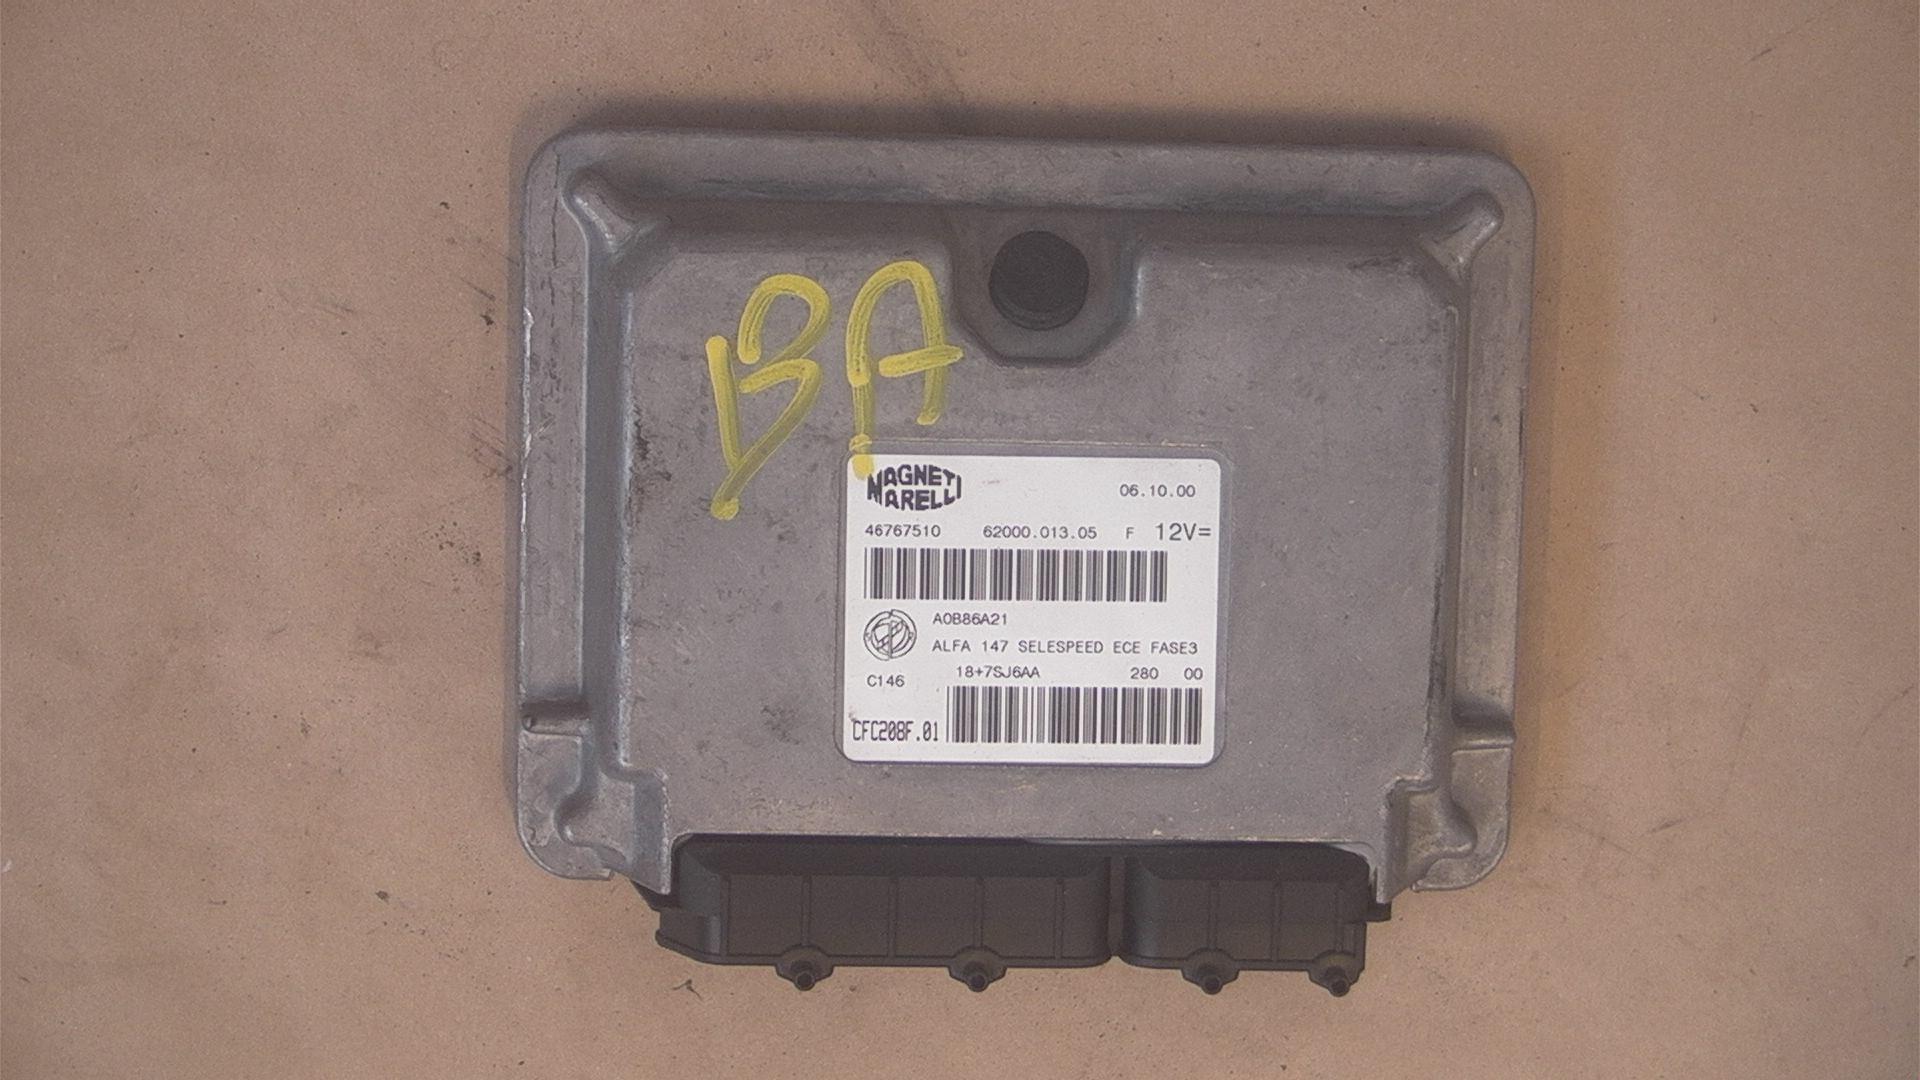 BA
MAGNETI
MARELLI
06.10.00
46767510 62000.013.05 F 12V=
A0B86A21
ALFA 147 SELESPEED ECE FASE3
C146 18+7SJ6AA 280 00
CFC208F.01